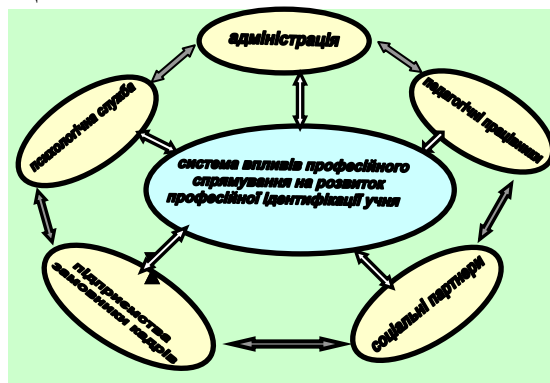 адміністрація
психологічна служба
педагогічні працівники
система впливів професійного
спрямування на розвиток
професійної ідентифікації учня
підприємства
замовники кадрів
соціальні партнери